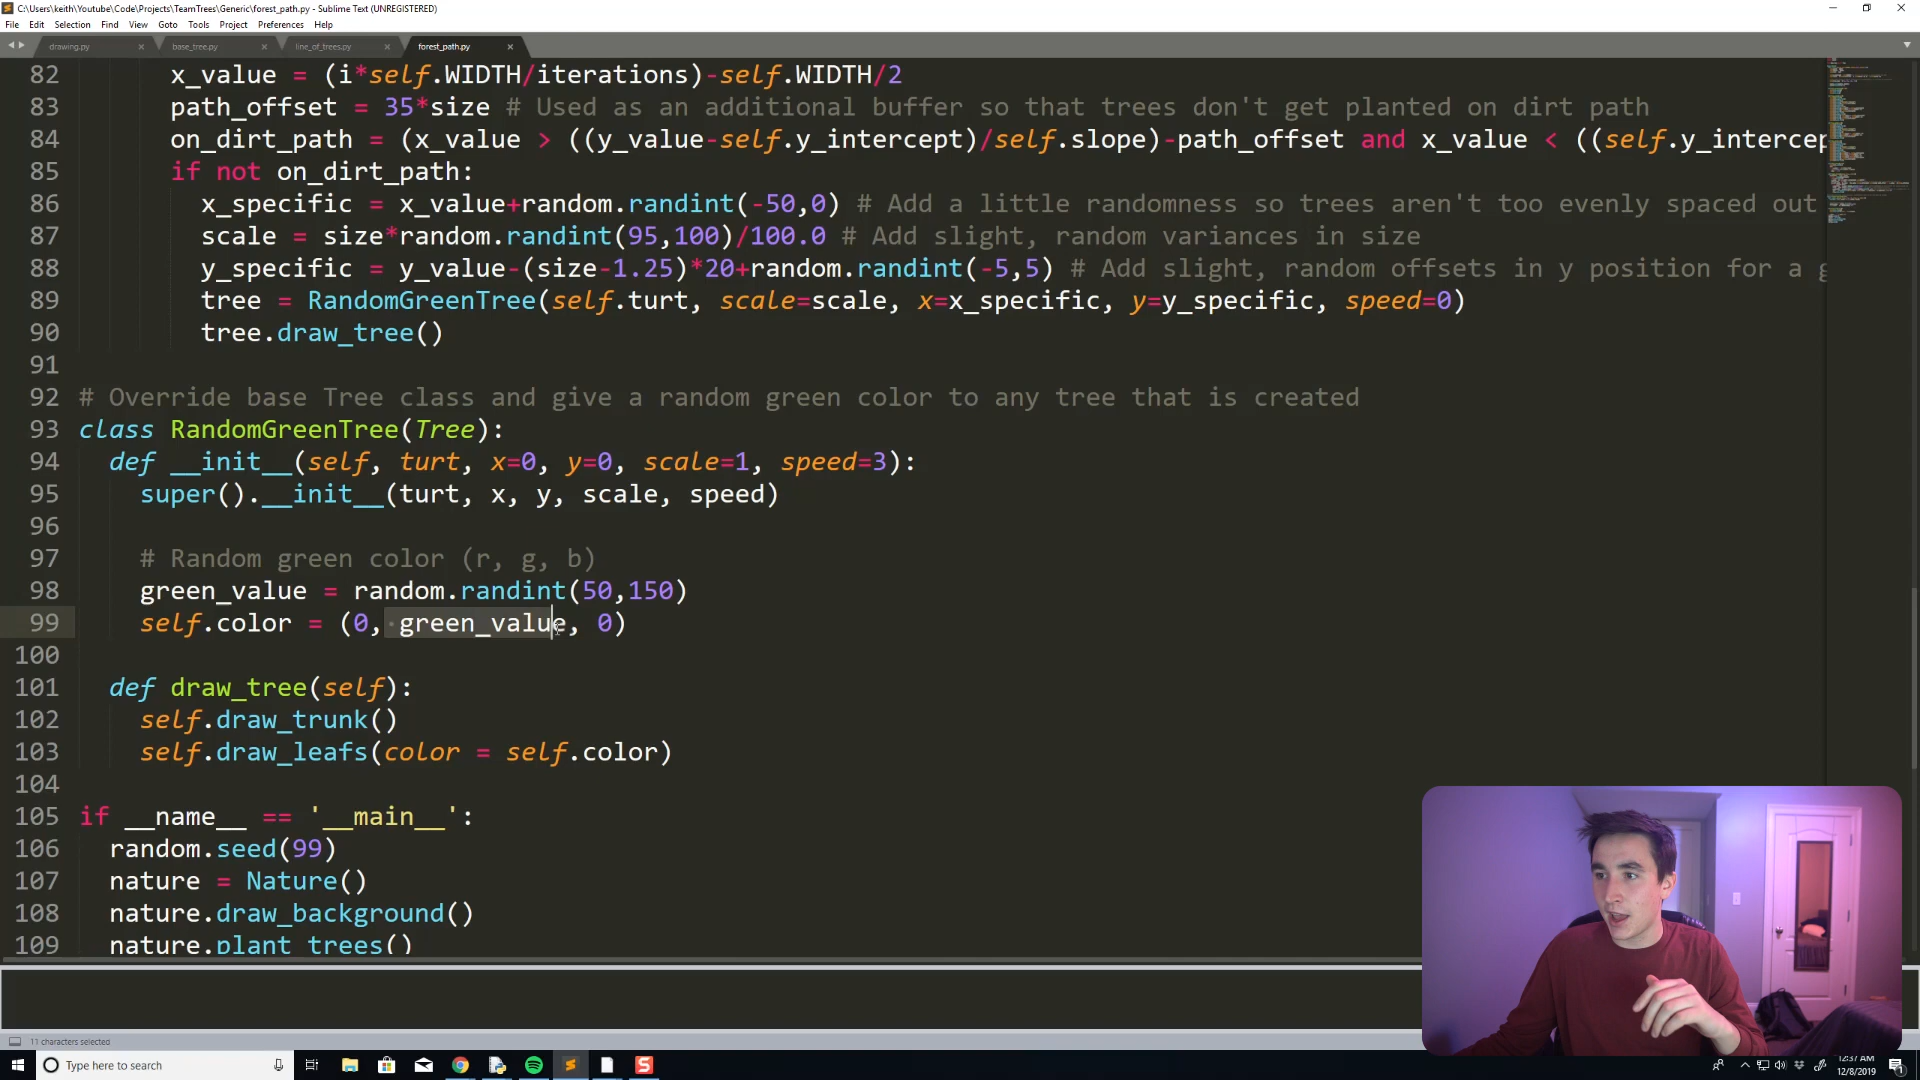 C:\Users\keith\Youtube\Code\Projects\TeamTrees\Generic\forest_path.py - Sublime Text (UNREGISTERED)
File Edit Selection Find View Goto Tools Project Preferences Help
drawing.py base_tree.py line_of_trees.py forest_path.py
82 x_value = (i*self.WIDTH/iterations)-self.WIDTH/2
83 path_offset = 35*size # Used as an additional buffer so that trees don't get planted on dirt path
84 on_dirt_path = (x_value > ((y_value-self.y_intercept)/self.slope)-path_offset and x_value < ((self.y_intercep
85 if not on_dirt_path:
86 x_specific = x_value+random.randint(-50,0) # Add a little randomness so trees aren't too evenly spaced out
87 scale = size*random.randint(95,100)/100.0 # Add slight, random variances in size
88 y_specific = y_value-(size-1.25)*20+random.randint(-5,5) # Add slight, random offsets in y position for a g
89 tree = RandomGreenTree(self.turt, scale=scale, x=x_specific, y=y_specific, speed=0)
90 tree.draw_tree()
91
92 # Override base Tree class and give a random green color to any tree that is created
93 class RandomGreenTree(Tree):
94 def __init__(self, turt, x=0, y=0, scale=1, speed=3):
95 super().__init__(turt, x, y, scale, speed)
96
97 # Random green color (r, g, b)
98 green_value = random.randint(50,150)
99 self.color = (0, green_value, 0)
100
101 def draw_tree(self):
102 self.draw_trunk()
103 self.draw_leafs(color = self.color)
104
105 if __name__ == '__main__':
106 random.seed(99)
107 nature = Nature()
108 nature.draw_background()
109 nature.plant_trees()
11 characters selected
Type here to search
12:37 AM
12/8/2019